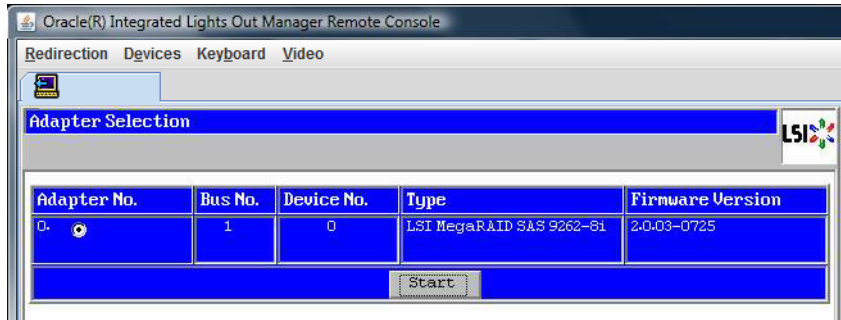 Oracle(R) Integrated Lights Out Manager Remote Console
Redirection Devices Keyboard Video
Adapter Selection
LSI
Adapter No. Bus No. Device No. Type Firmware Version
0. 1 0 LSI MegaRAID SAS 9262-8i 2.0.03-0725
Start